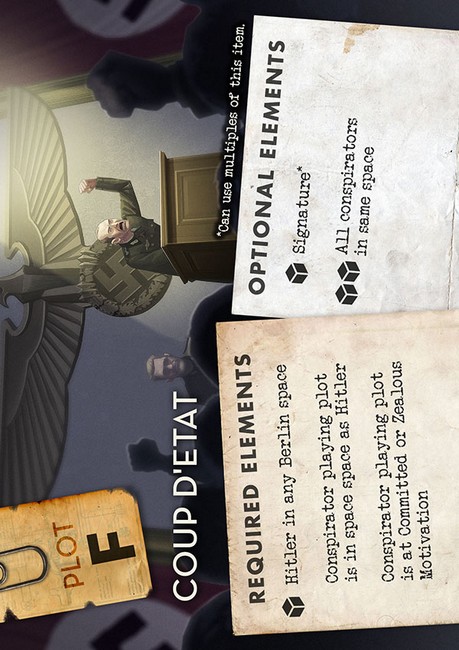 PLOT
F
COUP D'ETAT
REQUIRED ELEMENTS
Hitler in any Berlin space
Conspirator playing plot
is in space space as Hitler
Conspirator playing plot
is at Committed or Zealous
Motivation
OPTIONAL ELEMENTS
Signature*
All conspirators
in same space
*Can use multiples of this item.